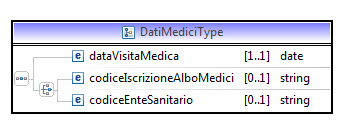 DatiMediciType
e dataVisitaMedica [1..1] date
e codiceIscrizioneAlboMedici [0..1] string
e codiceEnteSanitario [0..1] string